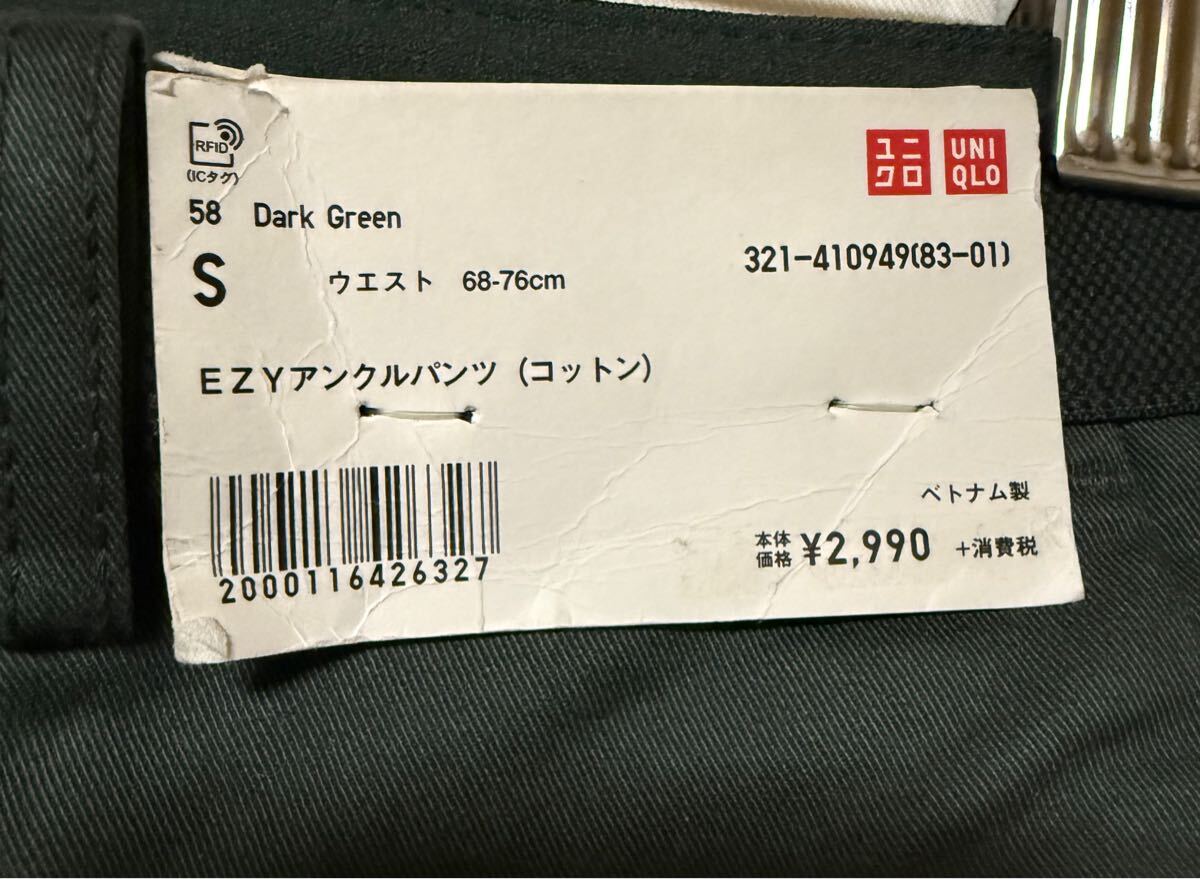 RFID
(ICタグ)
ユニ
クロ
UNI
QLO
58 Dark Green
321-410949(83-01)
S ウエスト 68-76cm
EZYアンクルパンツ (コットン)
2000116426327
ベトナム製
本体
価格 ¥2,990 +消費税